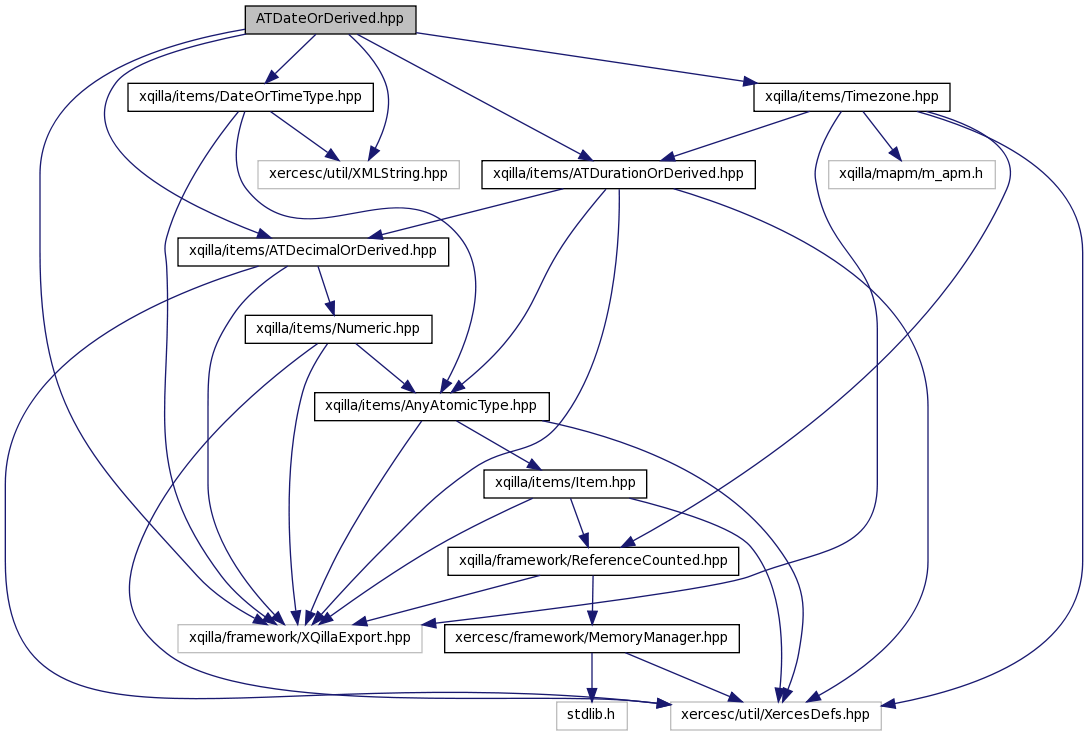 ATDateOrDerived.hpp
xqilla/items/DateOrTimeType.hpp
xqilla/items/Timezone.hpp
xercesc/util/XMLString.hpp
xqilla/items/ATDurationOrDerived.hpp
xqilla/mapm/m_apm.h
xqilla/items/ATDecimalOrDerived.hpp
xqilla/items/Numeric.hpp
xqilla/items/AnyAtomicType.hpp
xqilla/items/Item.hpp
xqilla/framework/ReferenceCounted.hpp
xqilla/framework/XQillaExport.hpp
xercesc/framework/MemoryManager.hpp
stdlib.h
xercesc/util/XercesDefs.hpp